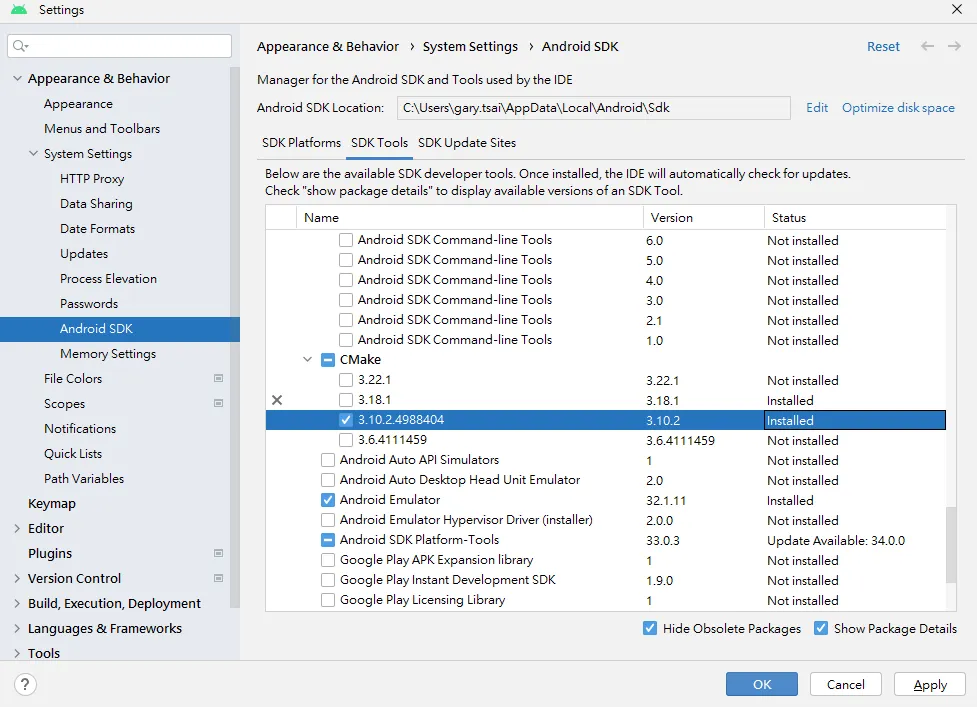 Settings
Appearance & Behavior › System Settings › Android SDK
Reset
Manager for the Android SDK and Tools used by the IDE
Android SDK Location: C:\Users\gary.tsai\AppData\Local\Android\Sdk Edit Optimize disk space
SDK Platforms SDK Tools SDK Update Sites
Below are the available SDK developer tools. Once installed, the IDE will automatically check for updates.
Check "show package details" to display available versions of an SDK Tool.
Name Version Status
Android SDK Command-line Tools 6.0 Not installed
Android SDK Command-line Tools 5.0 Not installed
Android SDK Command-line Tools 4.0 Not installed
Android SDK Command-line Tools 3.0 Not installed
Android SDK Command-line Tools 2.1 Not installed
Android SDK Command-line Tools 1.0 Not installed
CMake
3.22.1 3.22.1 Not installed
3.18.1 3.18.1 Installed
3.10.2.4988404 3.10.2 Installed
3.6.4111459 3.6.4111459 Not installed
Android Auto API Simulators 1 Not installed
Android Auto Desktop Head Unit Emulator 2.0 Not installed
Android Emulator 32.1.11 Installed
Android Emulator Hypervisor Driver (installer) 2.0.0 Not installed
Android SDK Platform-Tools 33.0.3 Update Available: 34.0.0
Google Play APK Expansion library 1 Not installed
Google Play Instant Development SDK 1.9.0 Not installed
Google Play Licensing Library 1 Not installed
Hide Obsolete Packages Show Package Details
Appearance & Behavior
Appearance
Menus and Toolbars
System Settings
HTTP Proxy
Data Sharing
Date Formats
Updates
Process Elevation
Passwords
Android SDK
Memory Settings
File Colors
Scopes
Notifications
Quick Lists
Path Variables
Keymap
Editor
Plugins
Version Control
Build, Execution, Deployment
Languages & Frameworks
Tools
?
OK Cancel Apply